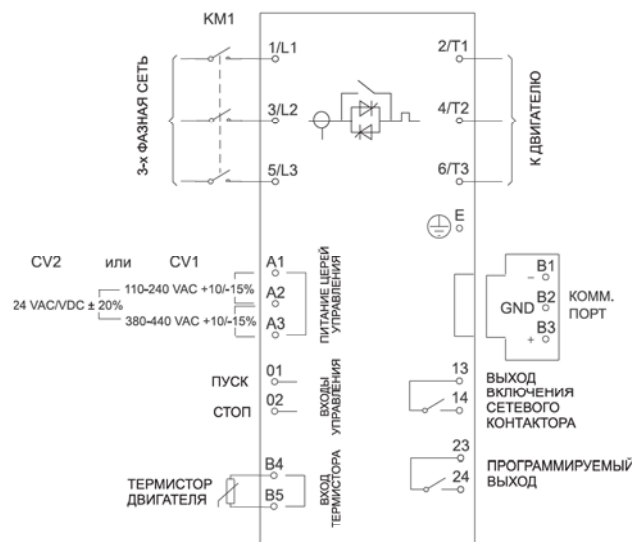 KM1
1/L1
2/T1
3-х ФАЗНАЯ СЕТЬ
3/L2
4/T2
К ДВИГАТЕЛЮ
5/L3
6/T3
E
CV2 или CV1
A1
110-240 VAC +10/-15%
A2
24 VAC/VDC ± 20%
380-440 VAC +10/-15%
A3
ПИТАНИЕ ЦЕРЕЙ
УПРАВЛЕНИЯ
B1
–
GND
B2
КОММ.
ПОРТ
B3
+
ПУСК
01
СТОП
02
ВХОДЫ
УПРАВЛЕНИЯ
13
14
ВЫХОД
ВКЛЮЧЕНИЯ
СЕТЕВОГО
КОНТАКТОРА
ТЕРМИСТОР
ДВИГАТЕЛЯ
B4
B5
ВХОД
ТЕРМИСТОРА
23
24
ПРОГРАММИРУЕМЫЙ
ВЫХОД